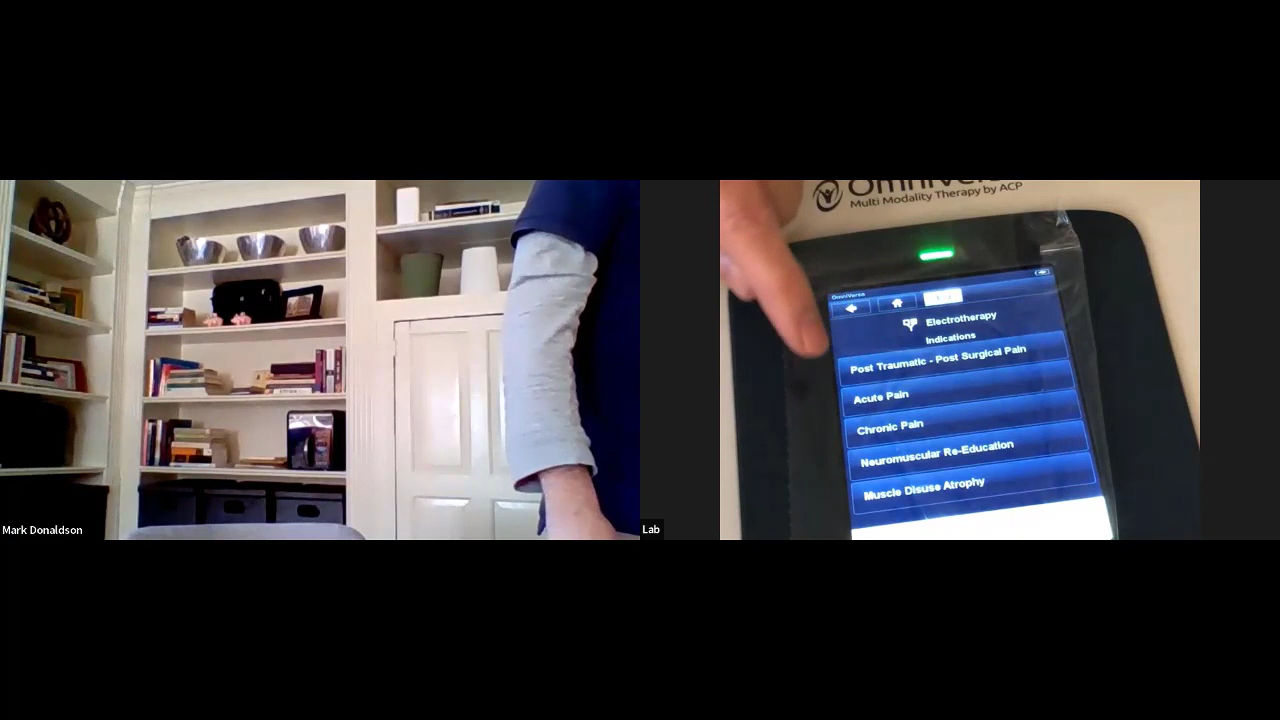 Mark Donaldson
Lab
Multi Modality Therapy by ACP
OmniVersa
Electrotherapy
Indications
Post Traumatic - Post Surgical Pain
Acute Pain
Chronic Pain
Neuromuscular Re-Education
Muscle Disuse Atrophy